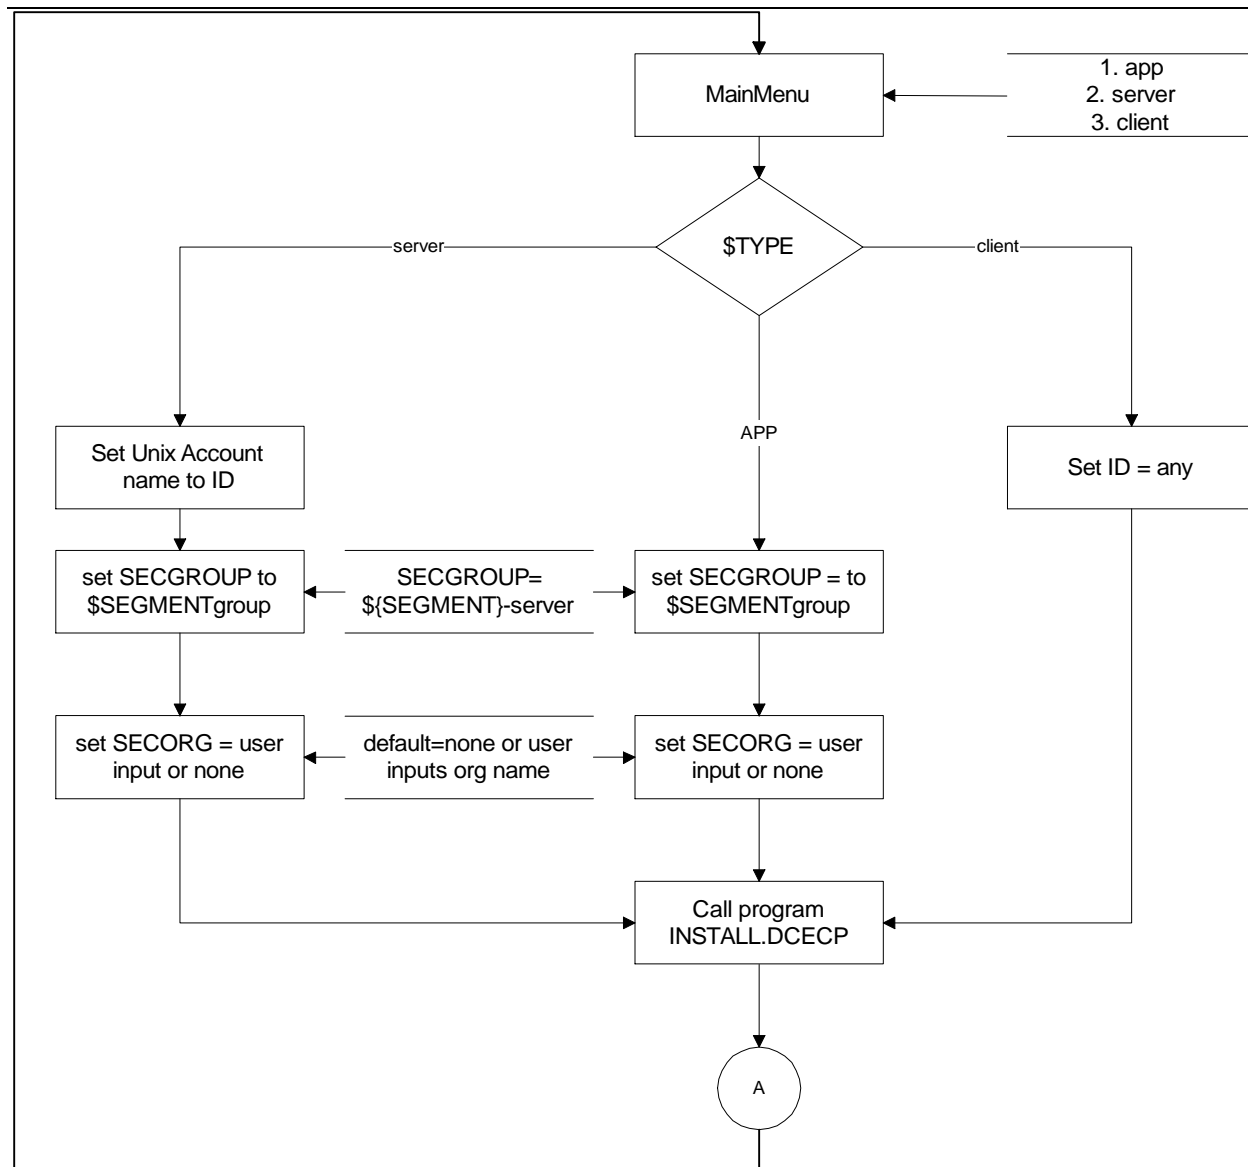 MainMenu
1. app
2. server
3. client
$TYPE
server
client
APP
Set Unix Account
name to ID
Set ID = any
set SECGROUP to
$SEGMENTgroup
SECGROUP=
${SEGMENT}-server
set SECGROUP = to
$SEGMENTgroup
set SECORG = user
input or none
default=none or user
inputs org name
set SECORG = user
input or none
Call program
INSTALL.DCECP
A